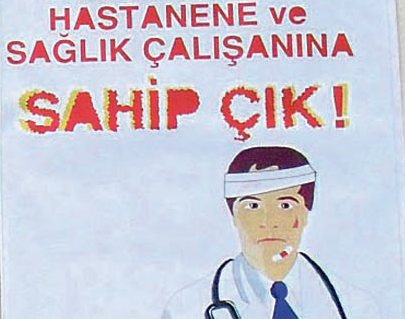 HASTANENE ve
SAĞLIK ÇALIŞANINA
SAHİP ÇIK!